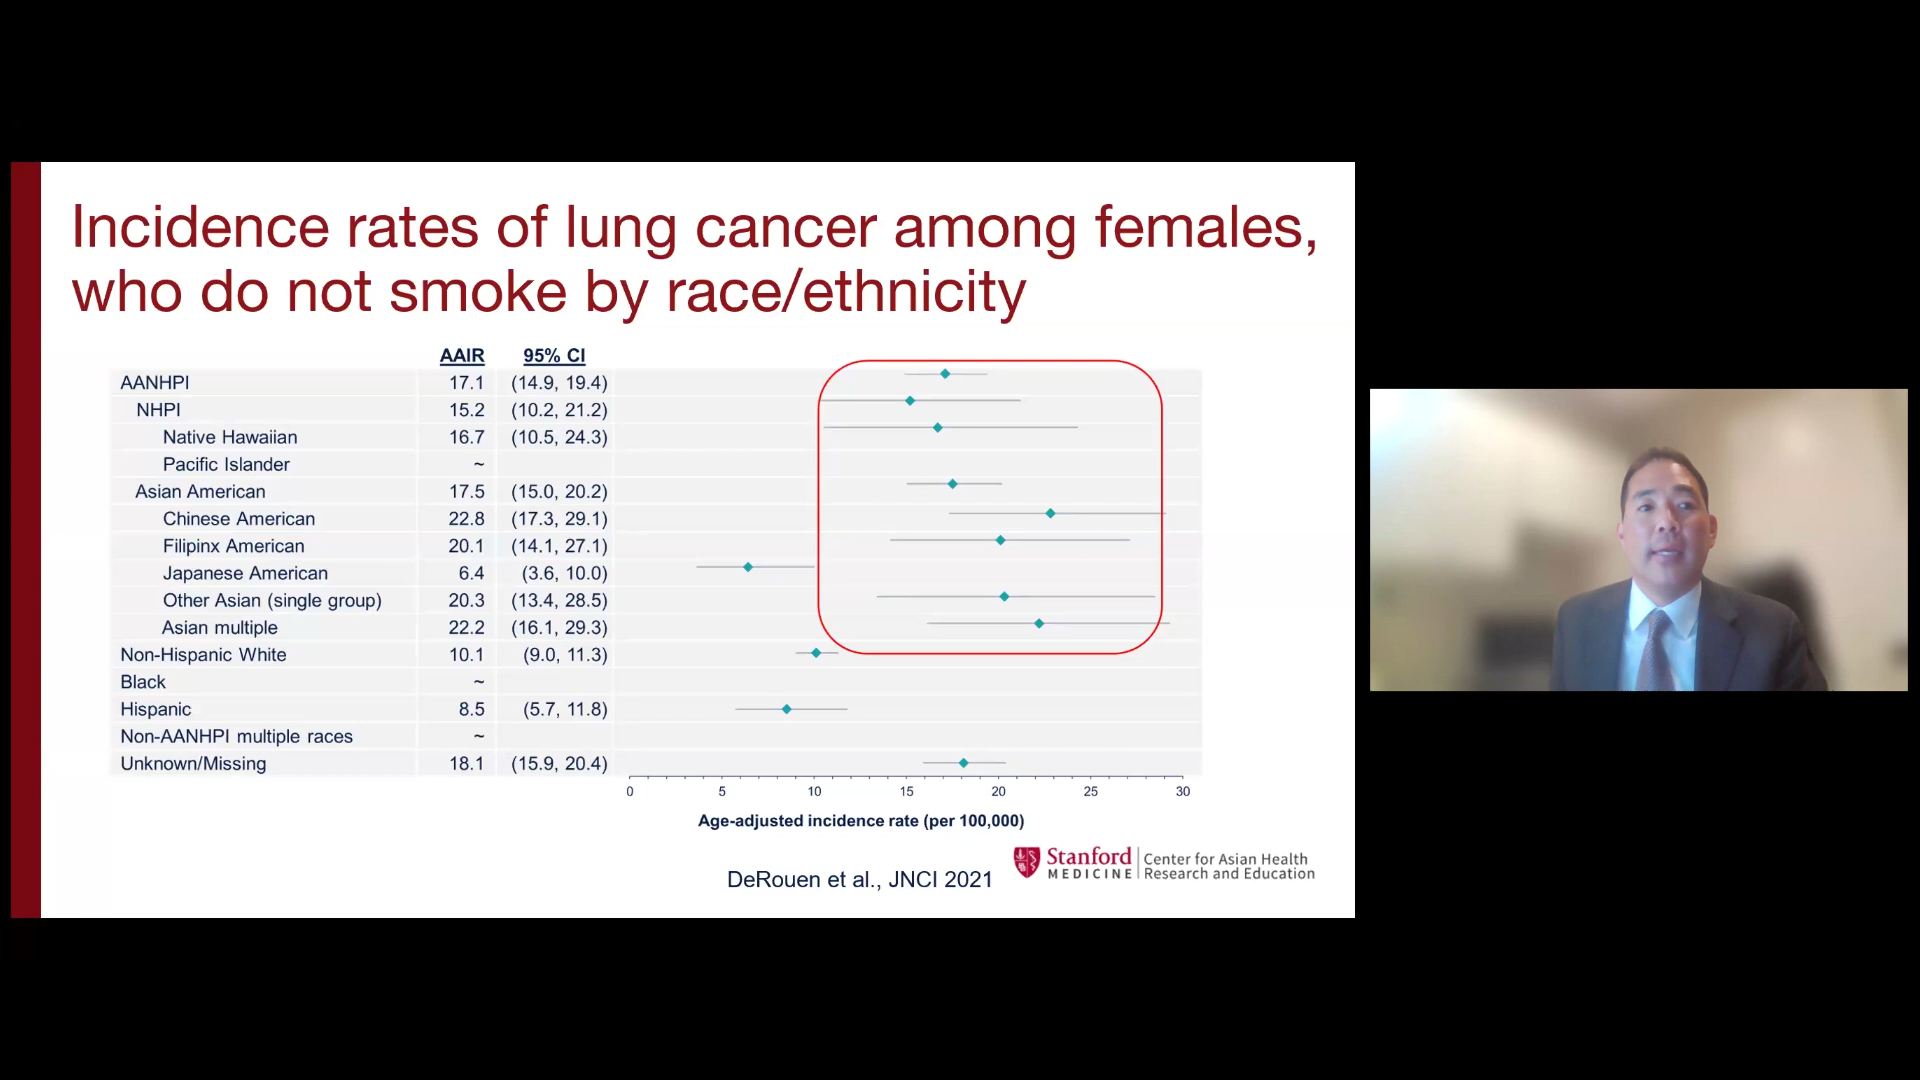 Incidence rates of lung cancer among females,
who do not smoke by race/ethnicity
AAIR 95% CI
AANHPI 17.1 (14.9, 19.4)
NHPI 15.2 (10.2, 21.2)
Native Hawaiian 16.7 (10.5, 24.3)
Pacific Islander ~
Asian American 17.5 (15.0, 20.2)
Chinese American 22.8 (17.3, 29.1)
Filipinx American 20.1 (14.1, 27.1)
Japanese American 6.4 (3.6, 10.0)
Other Asian (single group) 20.3 (13.4, 28.5)
Asian multiple 22.2 (16.1, 29.3)
Non-Hispanic White 10.1 (9.0, 11.3)
Black ~
Hispanic 8.5 (5.7, 11.8)
Non-AANHPI multiple races ~
Unknown/Missing 18.1 (15.9, 20.4)
0 5 10 15 20 25 30
Age-adjusted incidence rate (per 100,000)
DeRouen et al., JNCI 2021
Stanford
MEDICINE
Center for Asian Health
Research and Education